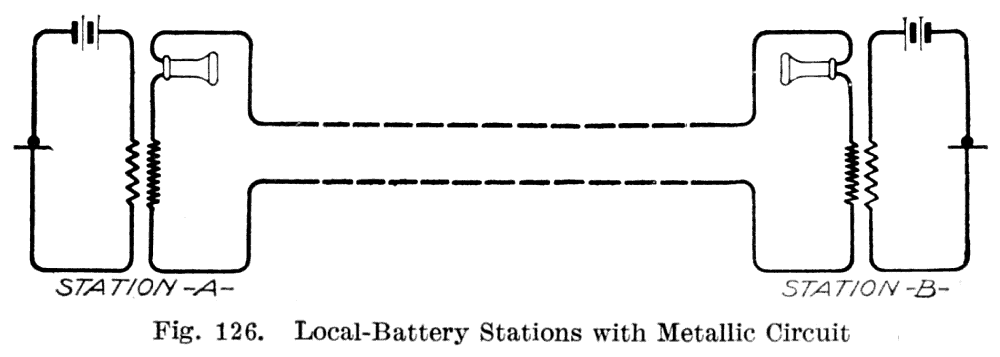 STATION -A-
STATION -B-
Fig. 126. Local-Battery Stations with Metallic Circuit